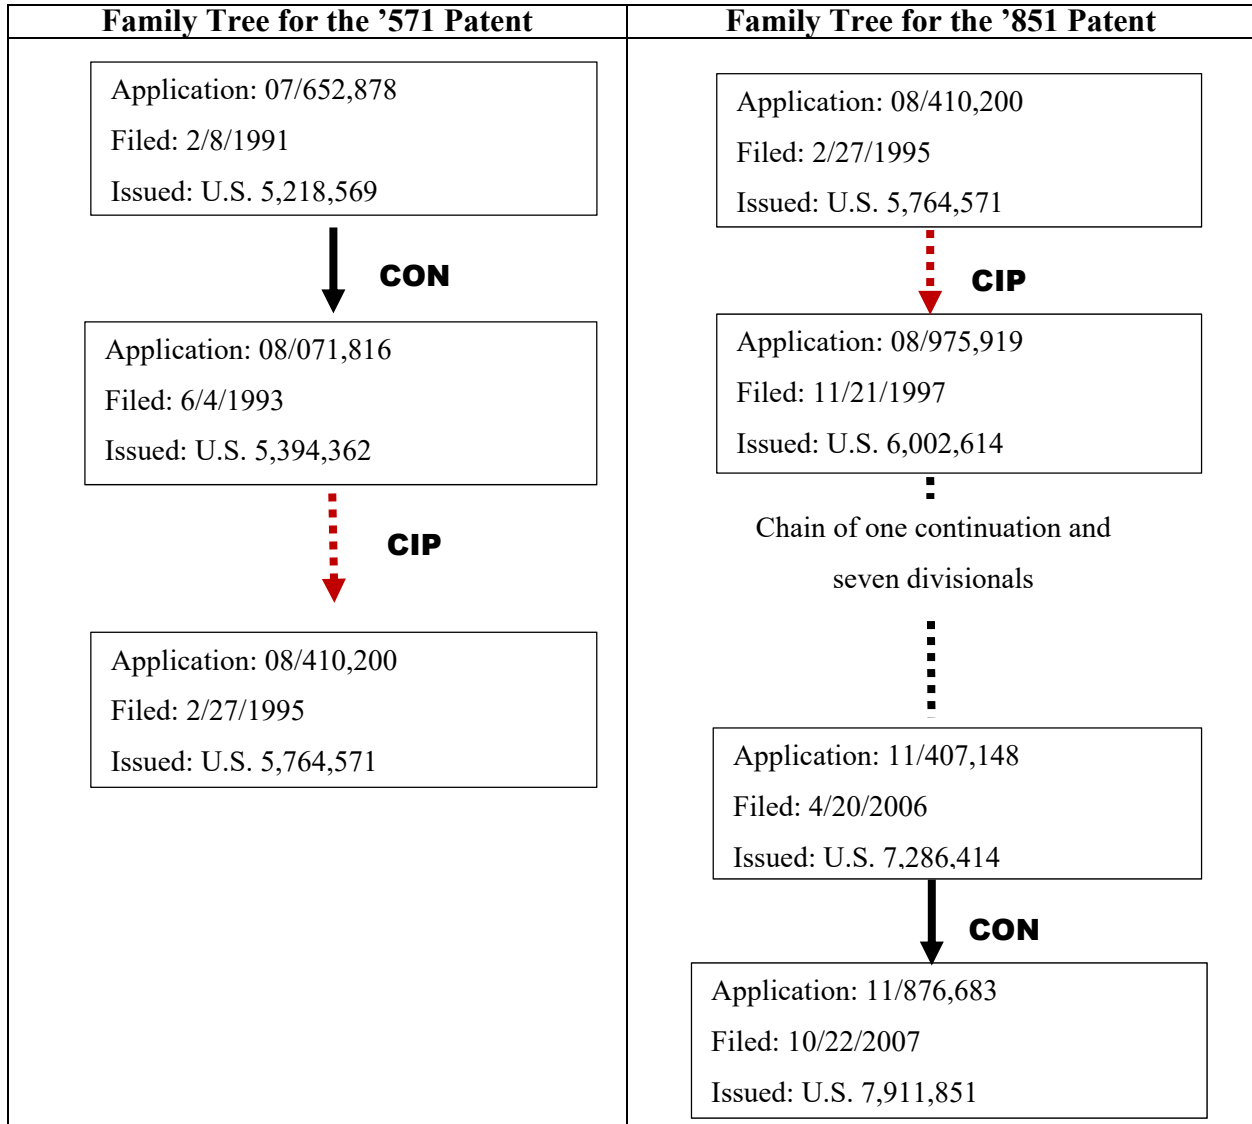 Family Tree for the ’571 Patent
Application: 07/652,878
Filed: 2/8/1991
Issued: U.S. 5,218,569
CON
Application: 08/071,816
Filed: 6/4/1993
Issued: U.S. 5,394,362
CIP
Application: 08/410,200
Filed: 2/27/1995
Issued: U.S. 5,764,571
Family Tree for the ’851 Patent
Application: 08/410,200
Filed: 2/27/1995
Issued: U.S. 5,764,571
CIP
Application: 08/975,919
Filed: 11/21/1997
Issued: U.S. 6,002,614
Chain of one continuation and
seven divisionals
Application: 11/407,148
Filed: 4/20/2006
Issued: U.S. 7,286,414
CON
Application: 11/876,683
Filed: 10/22/2007
Issued: U.S. 7,911,851